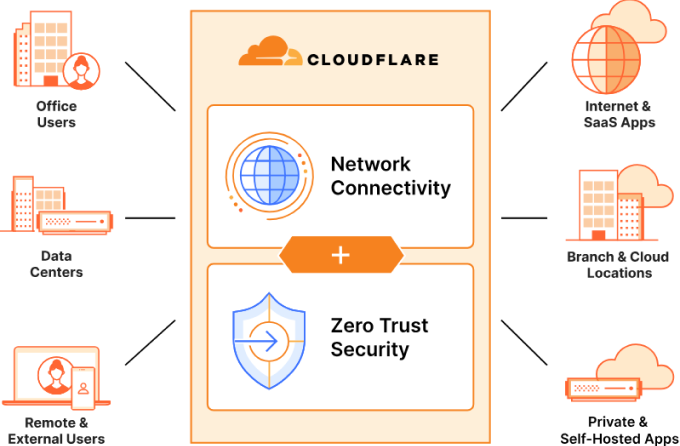 CLOUDFLARE
Office
Users
Data
Centers
Remote &
External Users
Network
Connectivity
+
Zero Trust
Security
Internet &
SaaS Apps
Branch & Cloud
Locations
Private &
Self-Hosted Apps